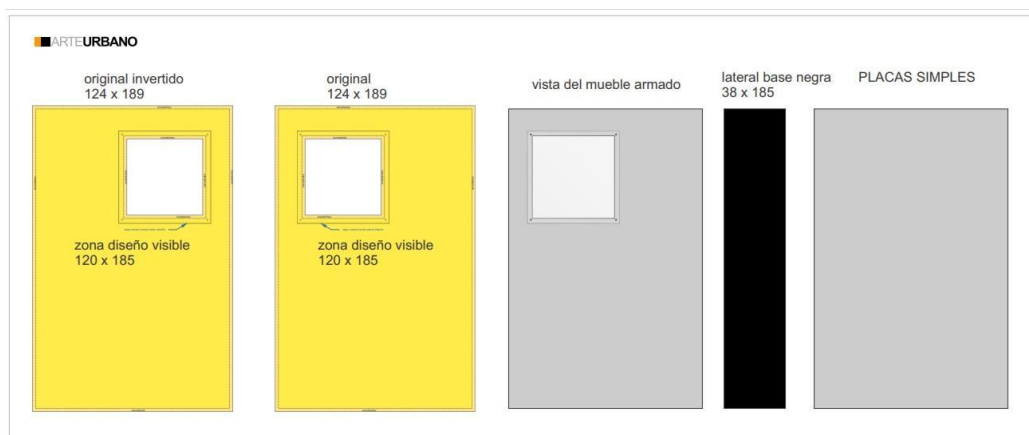 ARTEURBANO
original invertido
124 x 189
original
124 x 189
vista del mueble armado
lateral base negra
38 x 185
PLACAS SIMPLES
zona diseño visible
120 x 185
zona diseño visible
120 x 185